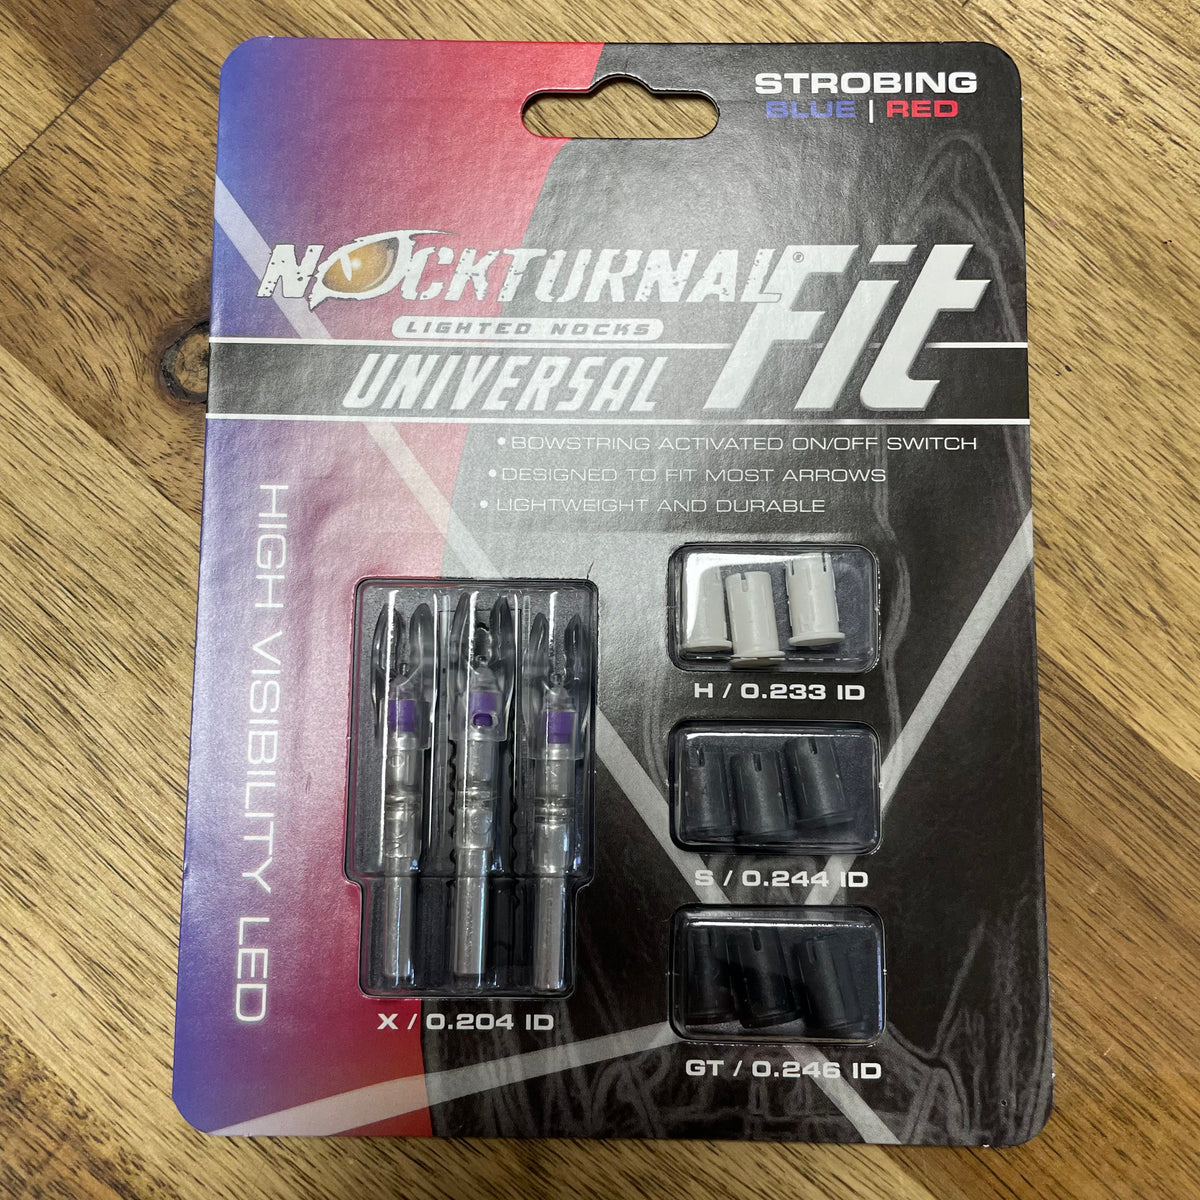 STROBING
BLUE | RED
NOCKTURNAL® Fit
LIGHTED NOCKS
UNIVERSAL
• BOWSTRING ACTIVATED ON/OFF SWITCH
• DESIGNED TO FIT MOST ARROWS
• LIGHTWEIGHT AND DURABLE
HIGH VISIBILITY LED
H / 0.233 ID
S / 0.244 ID
X / 0.204 ID
GT / 0.246 ID